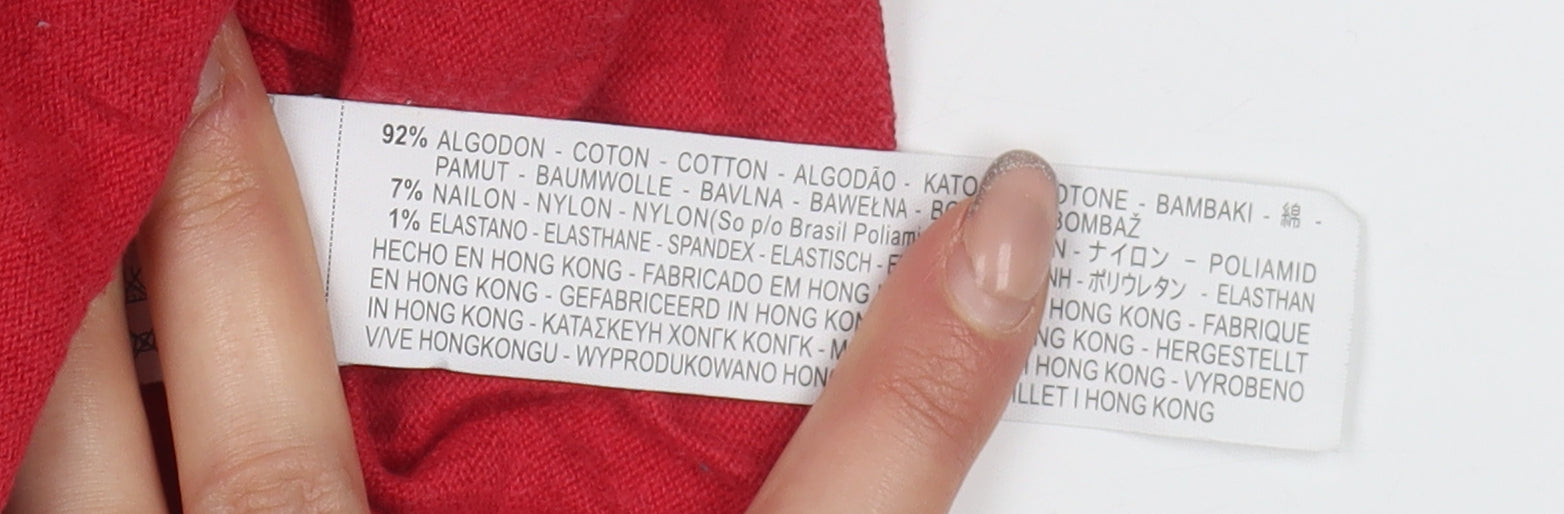 92% ALGODON - COTON - COTTON - ALGODÃO - KATO OTONE - BAMBAKI - 綿 -
PAMUT - BAUMWOLLE - BAVLNA - BAWEŁNA - BOMBAŽ
7% NAILON - NYLON - NYLON(So p/o Brasil Poliami - ナイロン - POLIAMID
1% ELASTANO - ELASTHANE - SPANDEX - ELASTISCH - ポリウレタン - ELASTHAN
HECHO EN HONG KONG - FABRICADO EM HONG HONG KONG - FABRIQUE
EN HONG KONG - GEFABRICEERD IN HONG KONG KONG - HERGESTELLT
IN HONG KONG - ΚΑΤΑΣΚΕΥΗ ΧΟΝΓΚ ΚΟΝΓΚ - HONG KONG - VYROBENO
V/VE HONGKONGU - WYPRODUKOWANO HON ILLET I HONG KONG